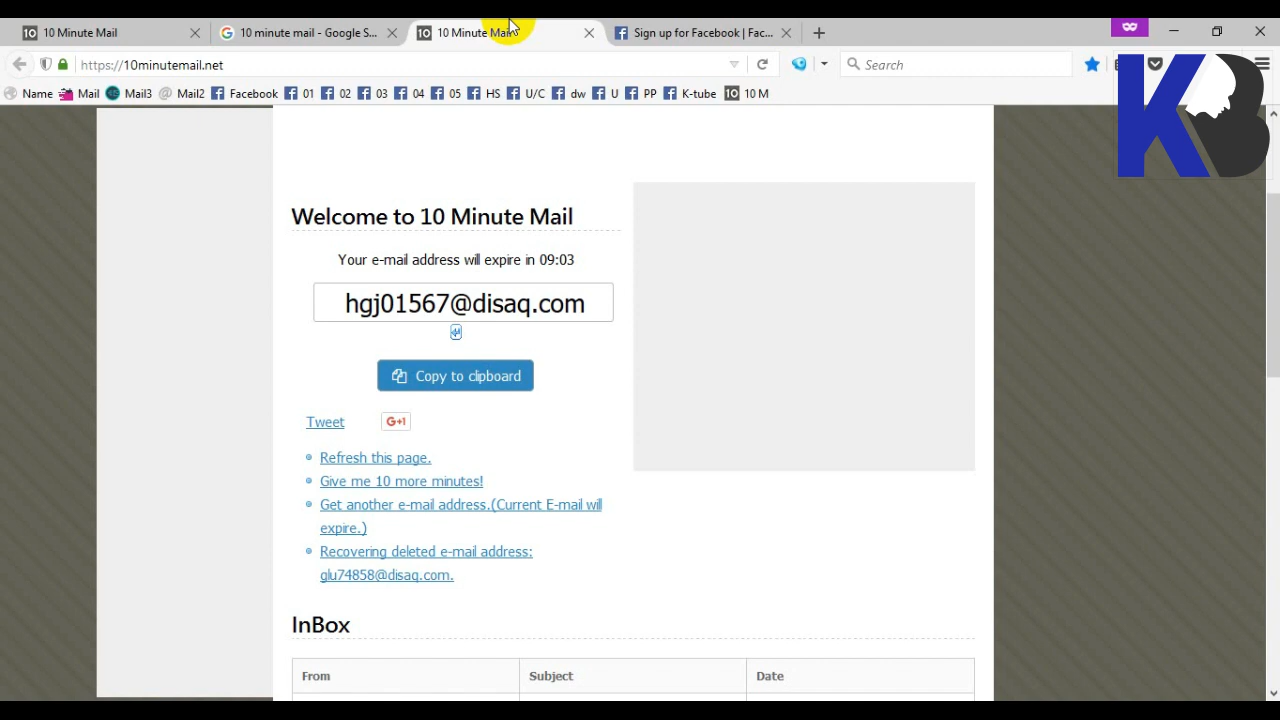 10 Minute Mail
10 minute mail - Google S...
10 Minute Mail
Sign up for Facebook | Fac...
https://10minutemail.net
Search
Name Mail Mail3 Mail2 Facebook 01 02 03 04 05 HS U/C dw U PP K-tube 10 M
KB
Welcome to 10 Minute Mail
Your e-mail address will expire in 09:03
hgj01567@disaq.com
Copy to clipboard
Tweet G+1
Refresh this page.
Give me 10 more minutes!
Get another e-mail address.(Current E-mail will
expire.)
Recovering deleted e-mail address:
glu74858@disaq.com.
InBox
From Subject Date